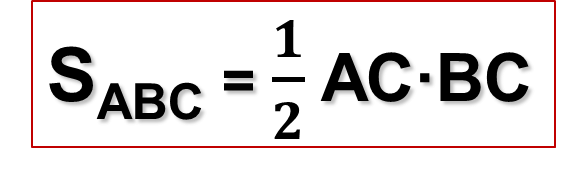 S_ABC = 1/2 AC·BC